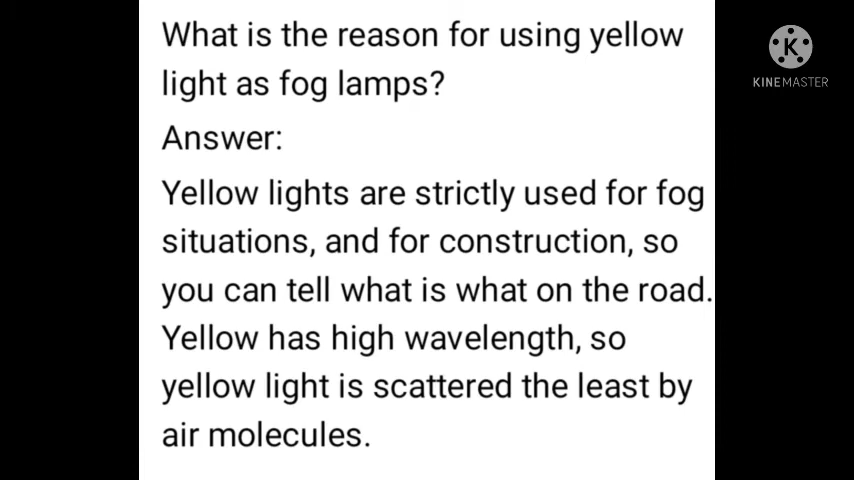 What is the reason for using yellow
light as fog lamps?
Answer:
Yellow lights are strictly used for fog
situations, and for construction, so
you can tell what is what on the road.
Yellow has high wavelength, so
yellow light is scattered the least by
air molecules.
K
KINEMASTER